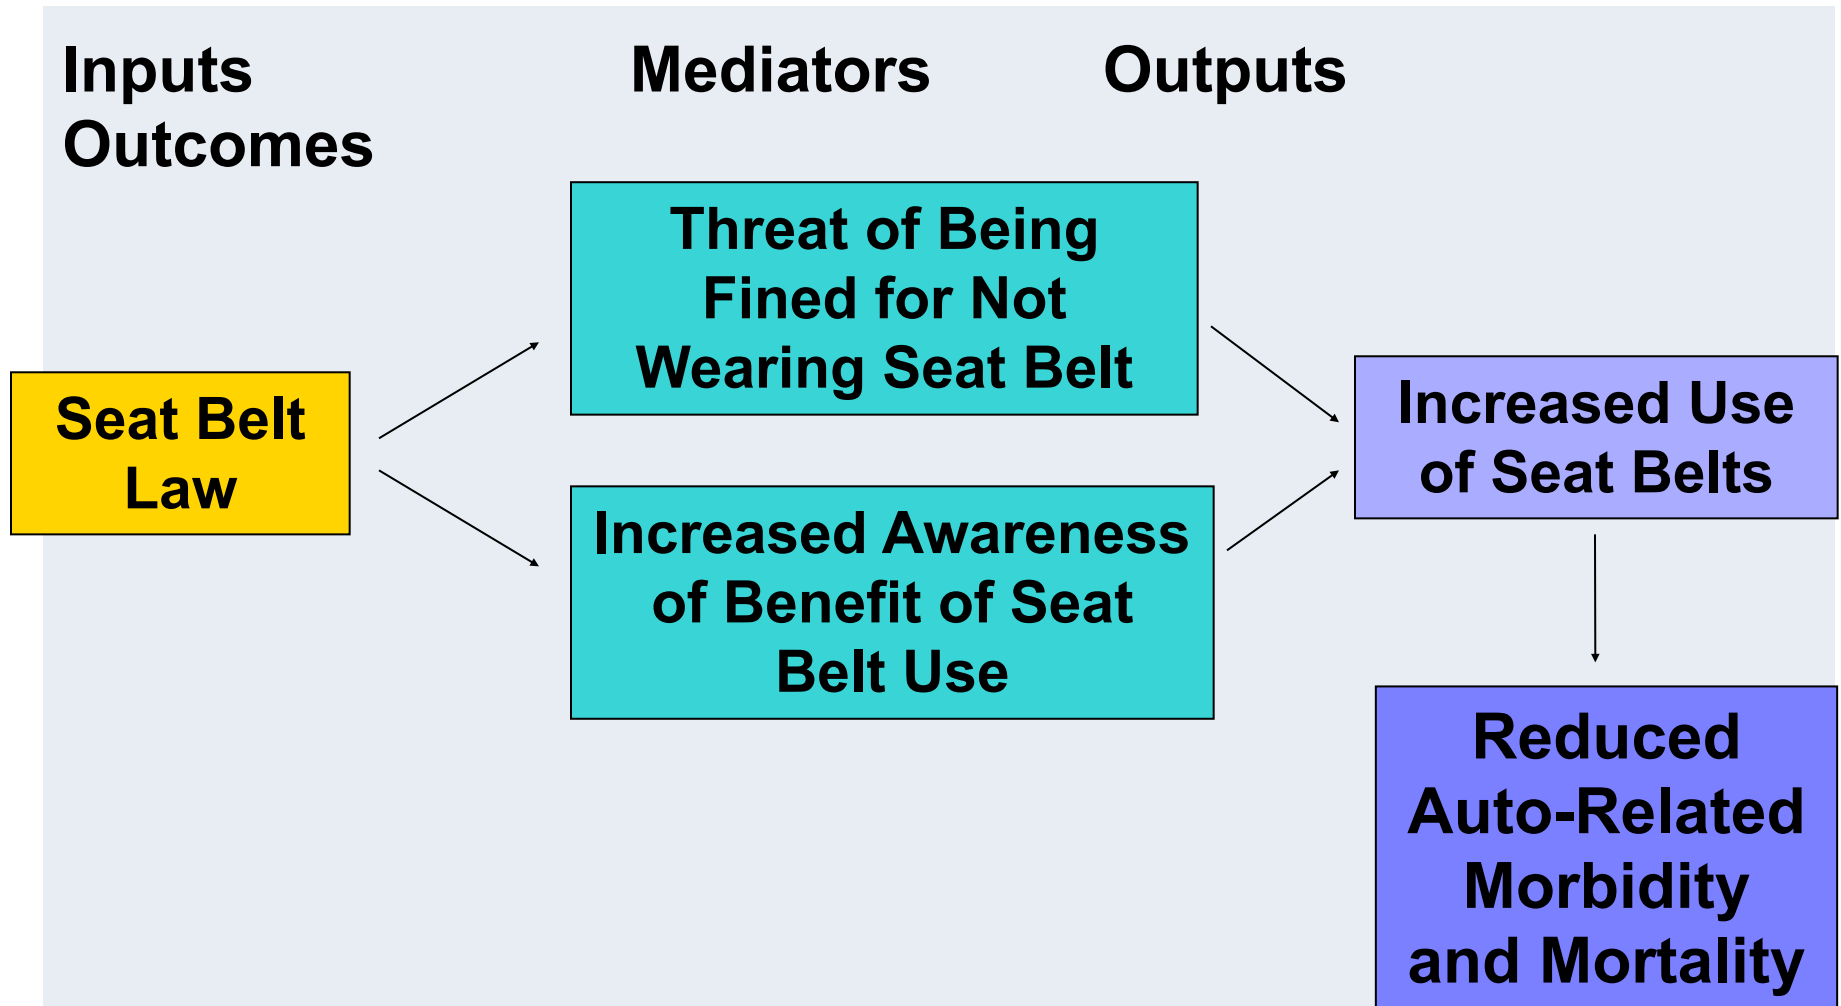 Inputs Mediators Outputs
Outcomes
Threat of Being
Fined for Not
Wearing Seat Belt
Seat Belt
Law
Increased Awareness
of Benefit of Seat
Belt Use
Increased Use
of Seat Belts
Reduced
Auto-Related
Morbidity
and Mortality